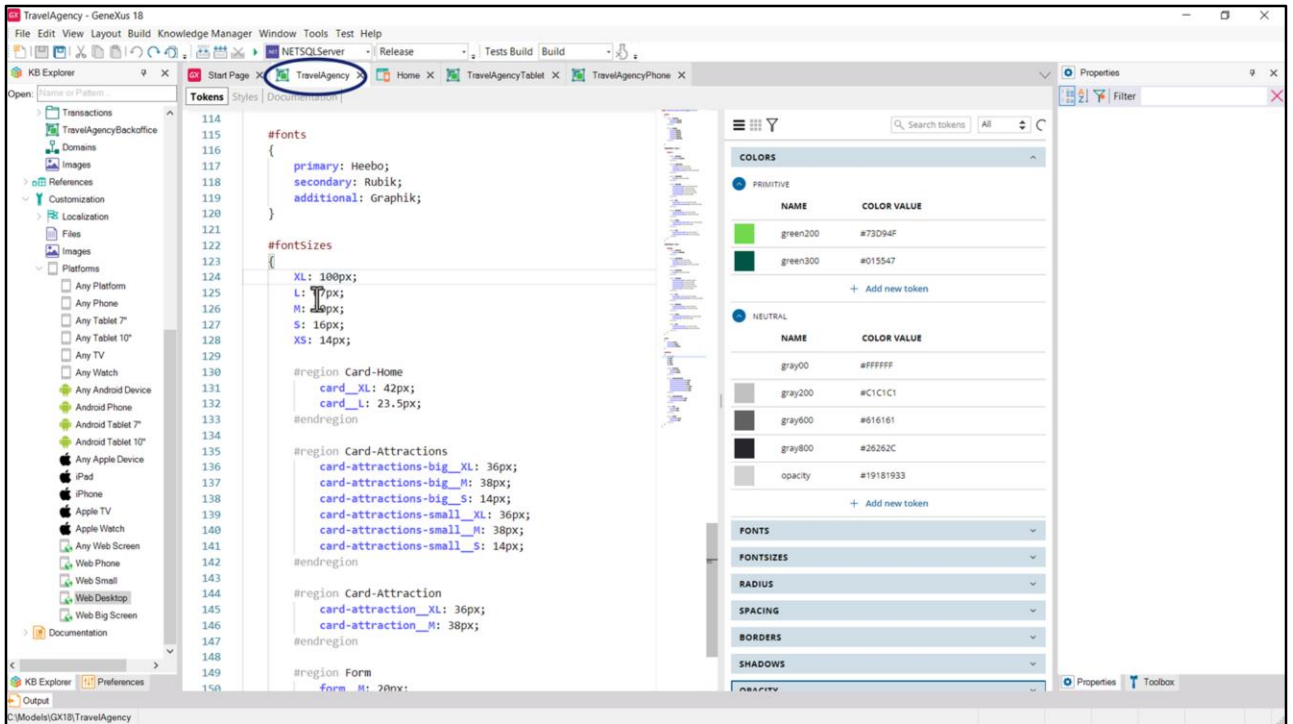 TravelAgency - GeneXus 18
File Edit View Layout Build Knowledge Manager Window Tools Test Help
NETSQLServer Release Tests Build Build
KB Explorer
Open: Name or Pattern...
Transactions
TravelAgencyBackoffice
Domains
Images
References
Customization
Localization
Files
Images
Platforms
Any Platform
Any Phone
Any Tablet 7"
Any Tablet 10"
Any TV
Any Watch
Any Android Device
Android Phone
Android Tablet 7"
Android Tablet 10"
Any Apple Device
iPad
iPhone
Apple TV
Apple Watch
Any Web Screen
Web Phone
Web Small
Web Desktop
Web Big Screen
Documentation
KB Explorer Preferences
Output
C:\Models\GX18\TravelAgency
Start Page TravelAgency Home TravelAgencyTablet TravelAgencyPhone
Tokens Styles Documentation
114
115 #fonts
116 {
117 primary: Heebo;
118 secondary: Rubik;
119 additional: Graphik;
120 }
121
122 #fontSizes
123 {
124 XL: 100px;
125 L: 7px;
126 M: 0px;
127 S: 16px;
128 XS: 14px;
129
130 #region Card-Home
131 card__XL: 42px;
132 card__L: 23.5px;
133 #endregion
134
135 #region Card-Attractions
136 card-attractions-big__XL: 36px;
137 card-attractions-big__M: 38px;
138 card-attractions-big__S: 14px;
139 card-attractions-small__XL: 36px;
140 card-attractions-small__M: 38px;
141 card-attractions-small__S: 14px;
142 #endregion
143
144 #region Card-Attraction
145 card-attraction__XL: 36px;
146 card-attraction__M: 38px;
147 #endregion
148
149 #region Form
150 form__M: 20px;
Search tokens All
COLORS
PRIMITIVE
NAME COLOR VALUE
green200 #73D94F
green300 #015547
+ Add new token
NEUTRAL
NAME COLOR VALUE
gray00 #FFFFFF
gray200 #C1C1C1
gray600 #616161
gray800 #26262C
opacity #19181933
+ Add new token
FONTS
FONTSIZES
RADIUS
SPACING
BORDERS
SHADOWS
OPACITY
Properties
Filter
Properties Toolbox